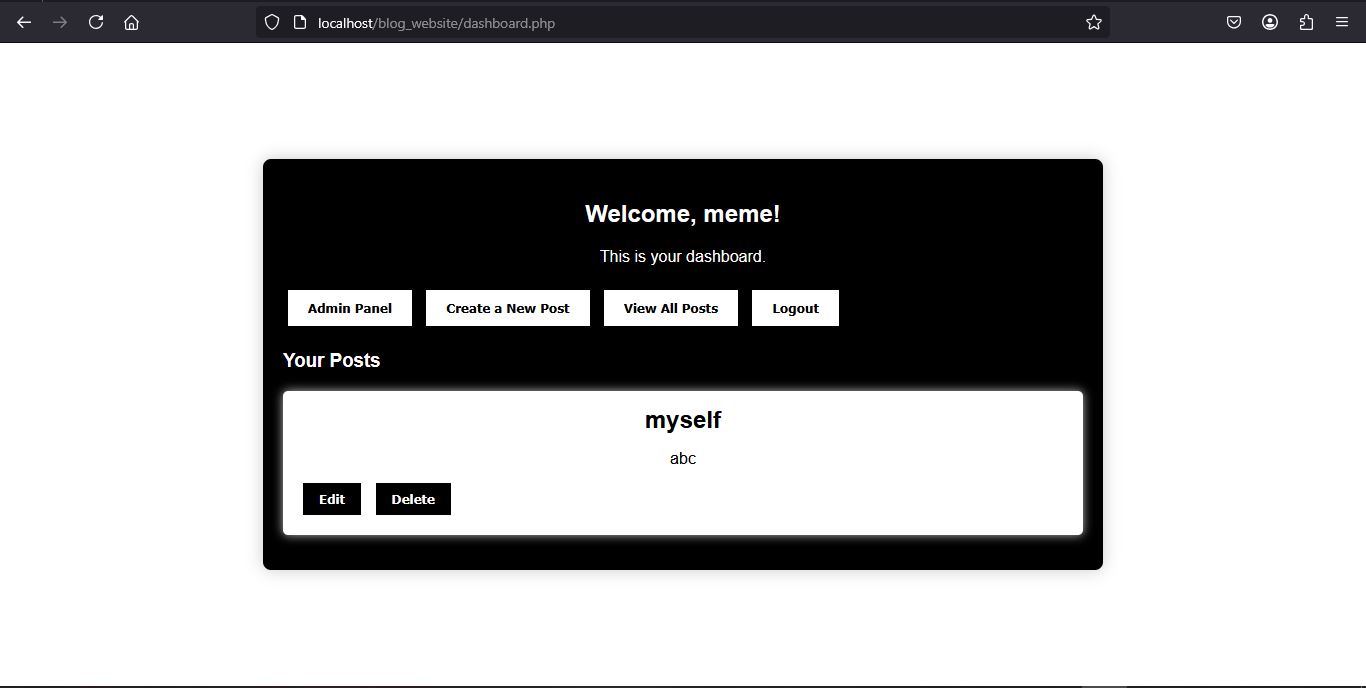 localhost/blog_website/dashboard.php
Welcome, meme!
This is your dashboard.
Admin Panel Create a New Post View All Posts Logout
Your Posts
myself
abc
Edit Delete